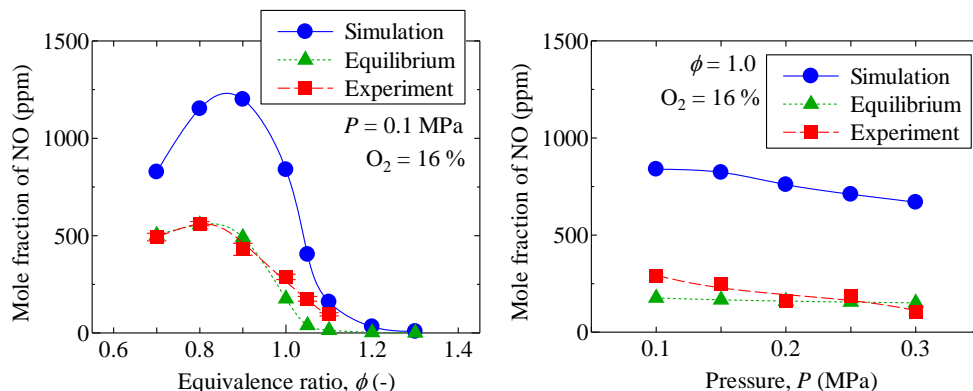 1500
1000
500
0
Mole fraction of NO (ppm)
Simulation
Equilibrium
Experiment
P = 0.1 MPa
O2 = 16 %
0.6 0.8 1.0 1.2 1.4
Equivalence ratio, ϕ (-)
1500
1000
500
0
Mole fraction of NO (ppm)
ϕ = 1.0
O2 = 16 %
Simulation
Equilibrium
Experiment
0.1 0.2 0.3
Pressure, P (MPa)